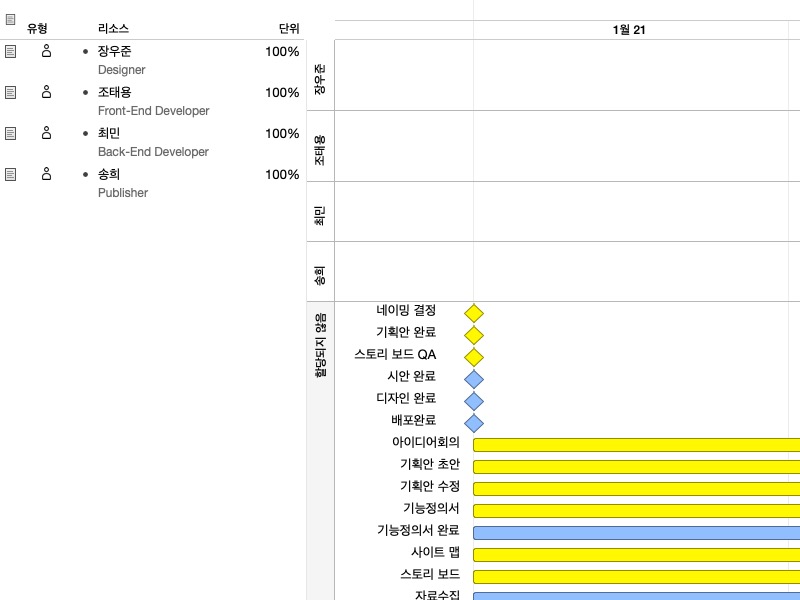 유형 리소스 단위
장우준 100%
Designer
조태용 100%
Front-End Developer
최민 100%
Back-End Developer
송희 100%
Publisher
1월 21
장우준
조태용
최민
송희
할당되지 않음
네이밍 결정
기획안 완료
스토리 보드 QA
시안 완료
디자인 완료
배포완료
아이디어회의
기획안 초안
기획안 수정
기능정의서
기능정의서 완료
사이트 맵
스토리 보드
자료수집